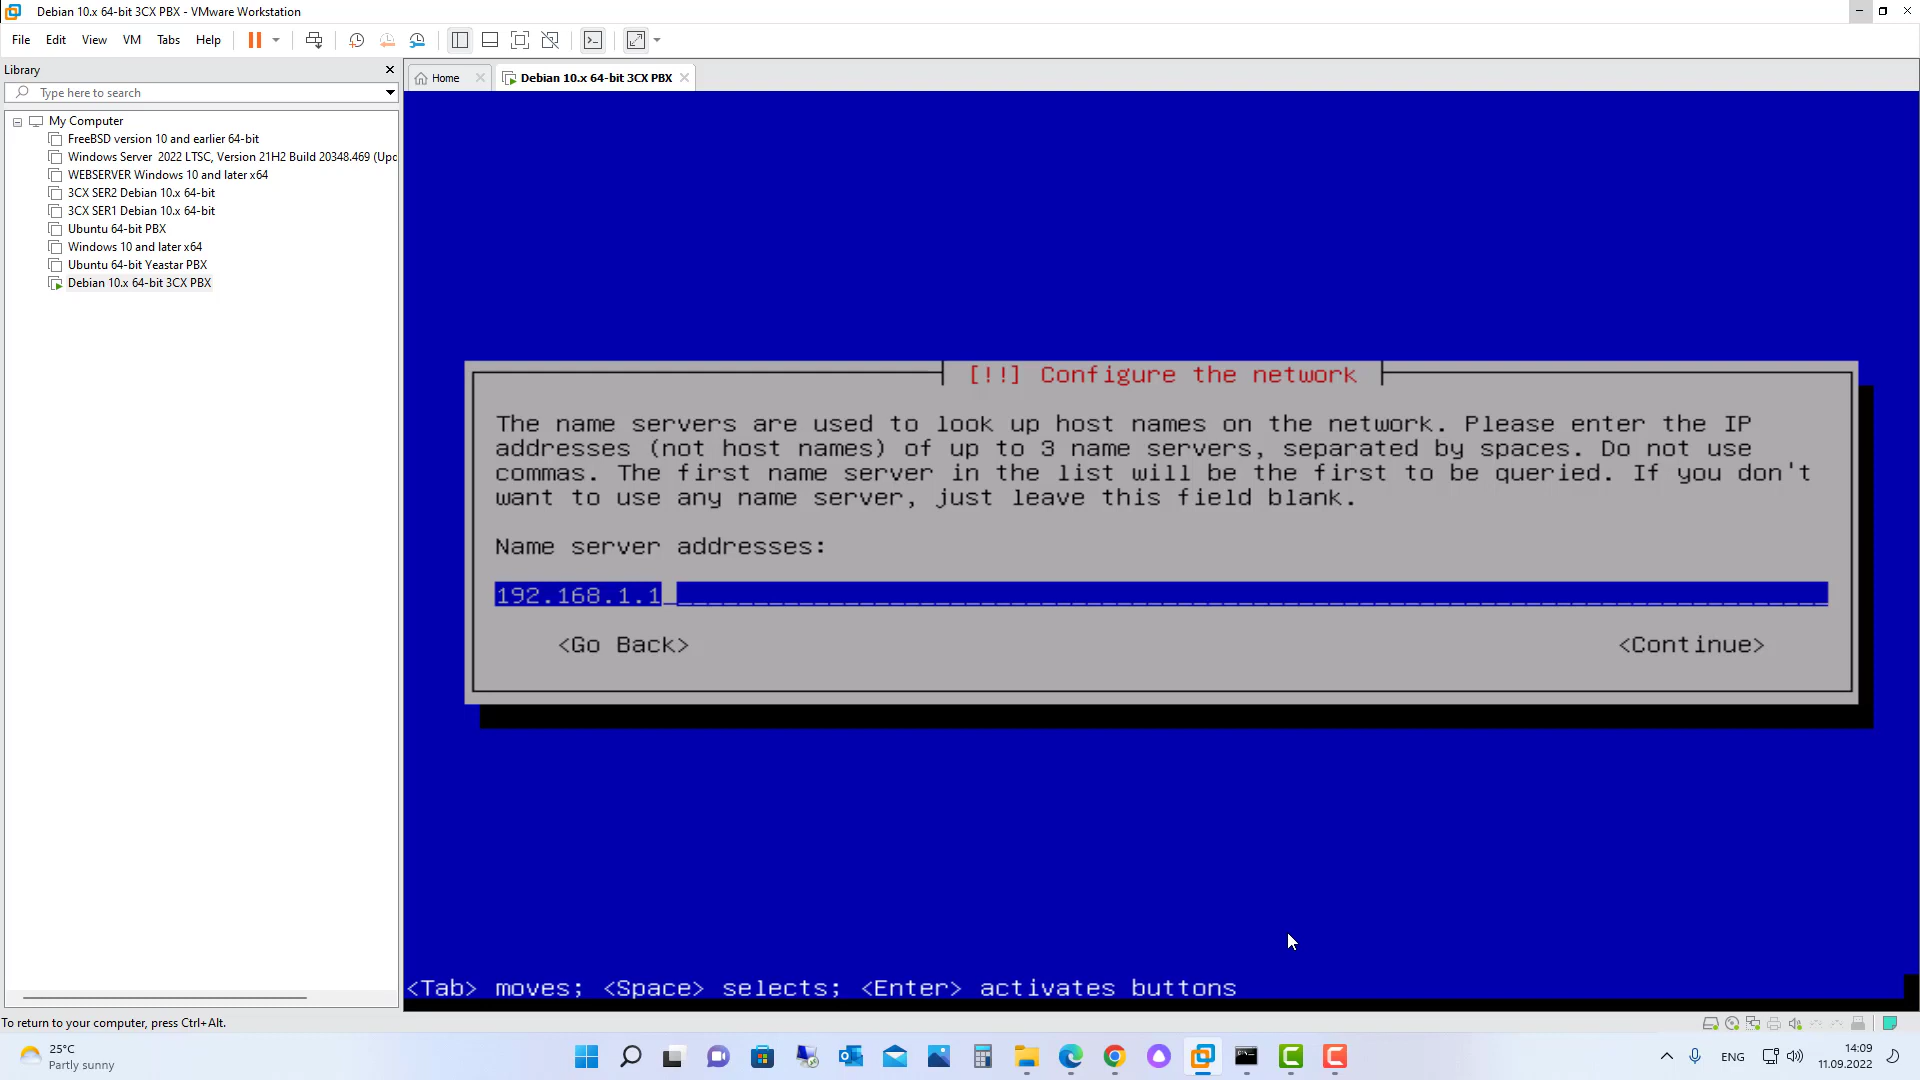 Debian 10.x 64-bit 3CX PBX - VMware Workstation
File Edit View VM Tabs Help
Library
Type here to search
Home
Debian 10.x 64-bit 3CX PBX
My Computer
FreeBSD version 10 and earlier 64-bit
Windows Server 2022 LTSC, Version 21H2 Build 20348.469 (Upd
WEBSERVER Windows 10 and later x64
3CX SER2 Debian 10.x 64-bit
3CX SER1 Debian 10.x 64-bit
Ubuntu 64-bit PBX
Windows 10 and later x64
Ubuntu 64-bit Yeastar PBX
Debian 10.x 64-bit 3CX PBX
[!!] Configure the network
The name servers are used to look up host names on the network. Please enter the IP
addresses (not host names) of up to 3 name servers, separated by spaces. Do not use
commas. The first name server in the list will be the first to be queried. If you don't
want to use any name server, just leave this field blank.
Name server addresses:
192.168.1.1
<Go Back> <Continue>
<Tab> moves; <Space> selects; <Enter> activates buttons
To return to your computer, press Ctrl+Alt.
25°C
Partly sunny
ENG
14:09
11.09.2022